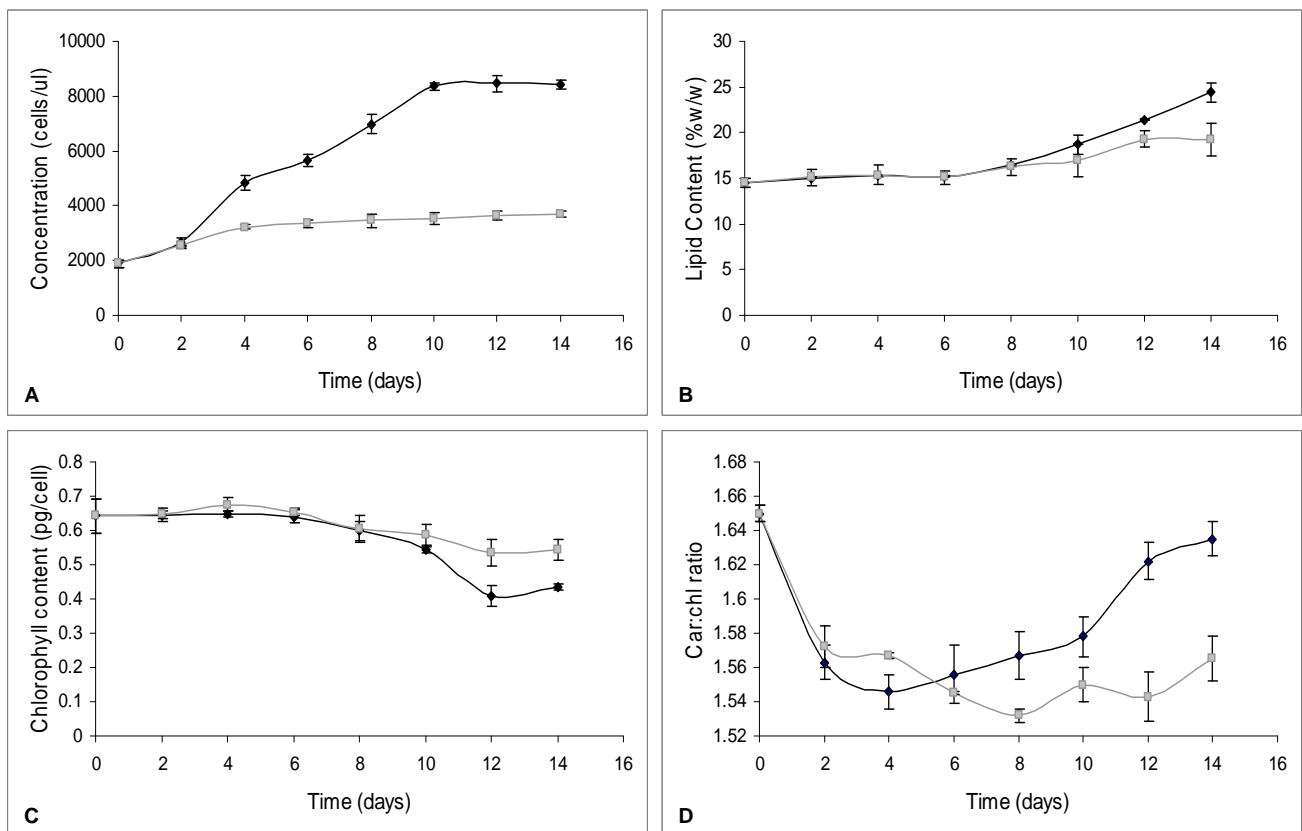 10000
8000
6000
4000
2000
0
Concentration (cells/ul)
0 2 4 6 8 10 12 14 16
Time (days)
A
30
25
20
15
10
5
0
Lipid Content (%w/w)
0 2 4 6 8 10 12 14 16
Time (days)
B
0.8
0.7
0.6
0.5
0.4
0.3
0.2
0.1
0
Chlorophyll content (pg/cell)
0 2 4 6 8 10 12 14 16
Time (days)
C
1.68
1.66
1.64
1.62
1.6
1.58
1.56
1.54
1.52
Car:chl ratio
0 2 4 6 8 10 12 14 16
Time (days)
D